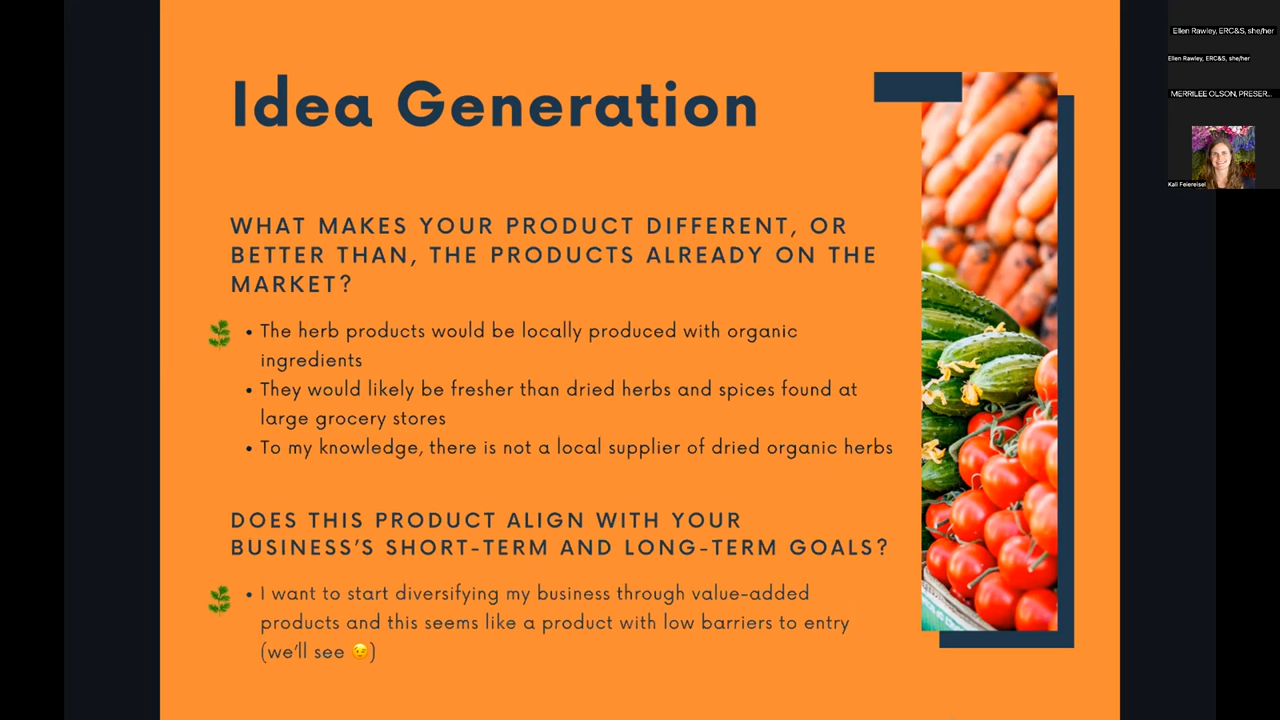 Idea Generation
WHAT MAKES YOUR PRODUCT DIFFERENT, OR
BETTER THAN, THE PRODUCTS ALREADY ON THE
MARKET?
• The herb products would be locally produced with organic
ingredients
• They would likely be fresher than dried herbs and spices found at
large grocery stores
• To my knowledge, there is not a local supplier of dried organic herbs
DOES THIS PRODUCT ALIGN WITH YOUR
BUSINESS'S SHORT-TERM AND LONG-TERM GOALS?
• I want to start diversifying my business through value-added
products and this seems like a product with low barriers to entry
(we'll see 😉)
Ellen Rawley, ERC&S, she/her
Ellen Rawley, ERC&S, she/her
MERRILEE OLSON, PRESER...
Kali Feiereisel